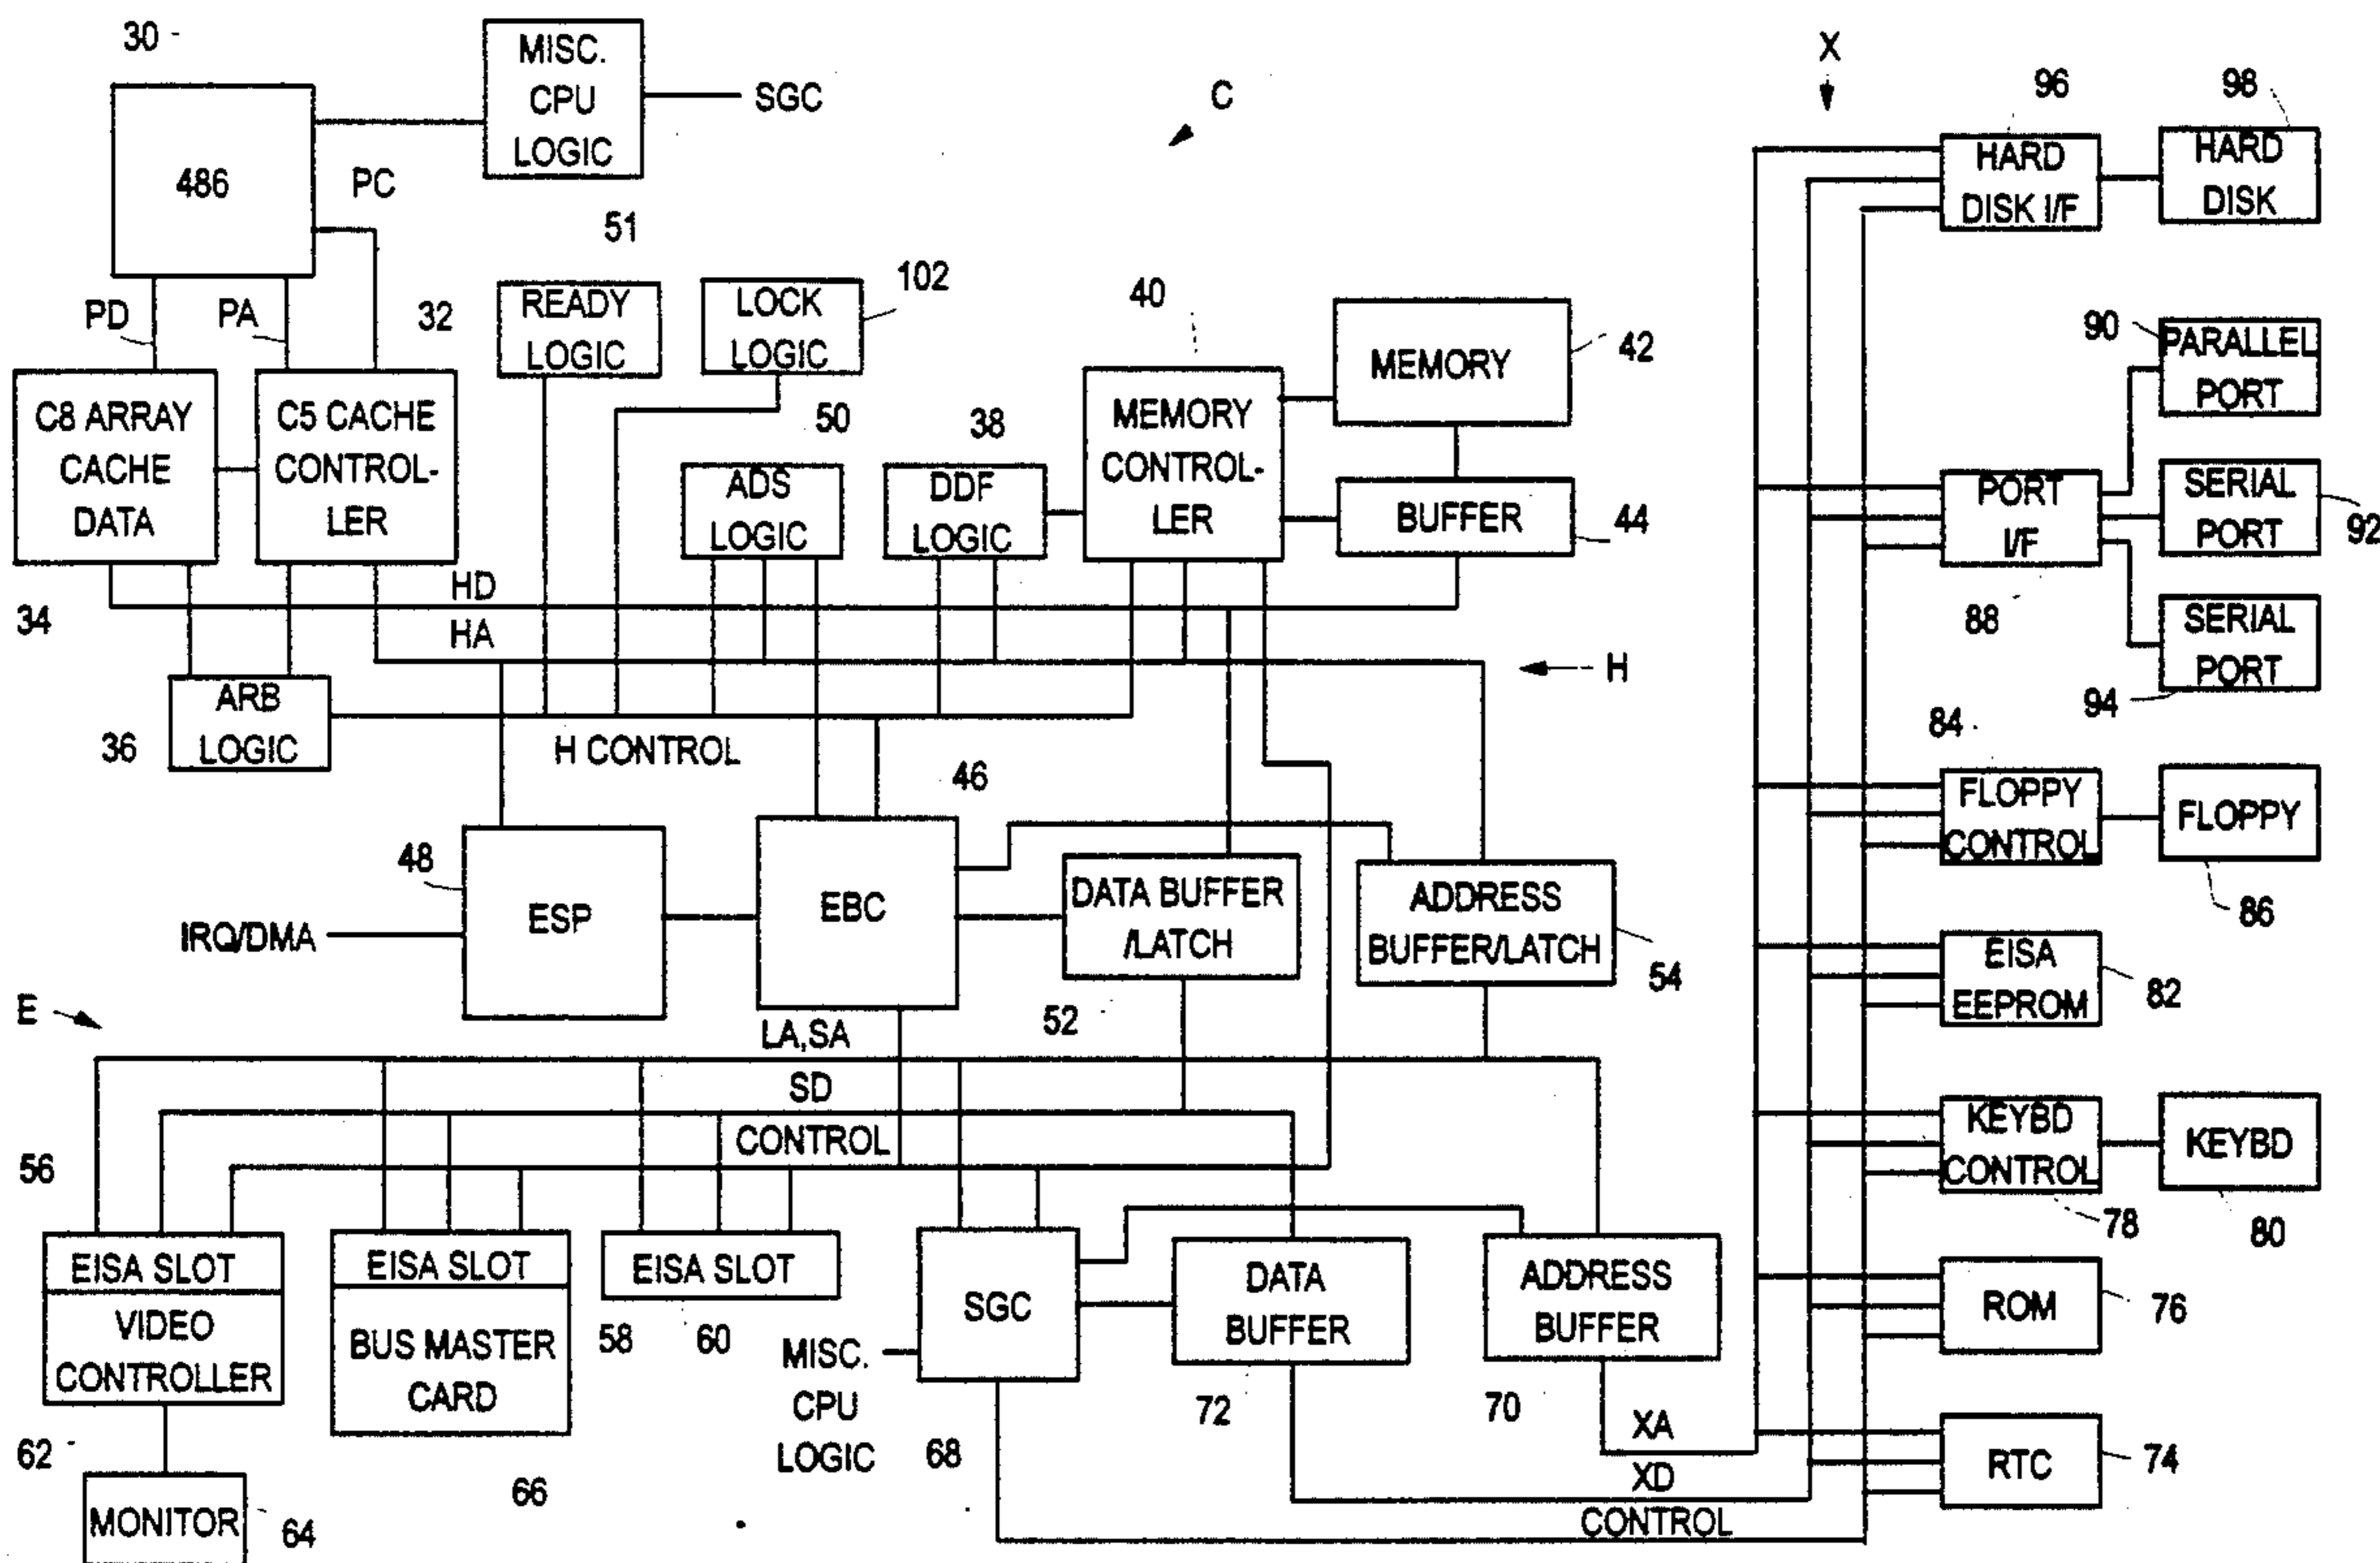 30
MISC.
CPU
LOGIC
SGC
486
PC
51
C
X
96
98
HARD
DISK I/F
HARD
DISK
PD
PA
32
READY
LOGIC
LOCK
LOGIC
102
40
MEMORY
42
90
PARALLEL
PORT
C8 ARRAY
CACHE
DATA
C5 CACHE
CONTROL-
LER
50
38
MEMORY
CONTROL-
LER
ADS
LOGIC
DDF
LOGIC
BUFFER
44
PORT
I/F
SERIAL
PORT
92
88
SERIAL
PORT
94
34
HD
HA
H
ARB
LOGIC
36
H CONTROL
46
84
FLOPPY
CONTROL
FLOPPY
86
48
ESP
IRQ/DMA
EBC
DATA BUFFER
/LATCH
ADDRESS
BUFFER/LATCH
54
52
EISA
EEPROM
82
E
LA,SA
SD
CONTROL
KEYBD
CONTROL
KEYBD
78
80
56
EISA SLOT
VIDEO
CONTROLLER
EISA SLOT
BUS MASTER
CARD
EISA SLOT
58
60
SGC
MISC.
CPU
LOGIC
68
DATA
BUFFER
72
ADDRESS
BUFFER
70
ROM
76
62
MONITOR
64
66
XA
XD
CONTROL
RTC
74